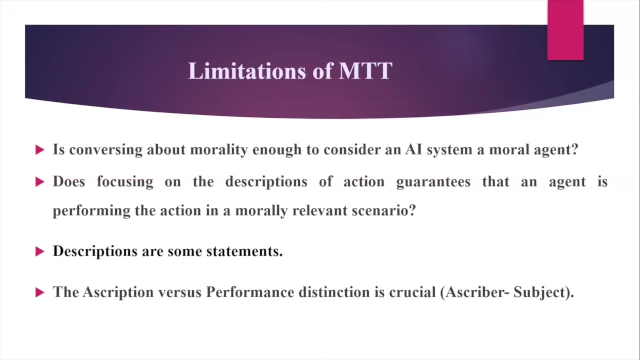 Limitations of MTT
Is conversing about morality enough to consider an AI system a moral agent?
Does focusing on the descriptions of action guarantees that an agent is
performing the action in a morally relevant scenario?
Descriptions are some statements.
The Ascription versus Performance distinction is crucial (Ascriber- Subject).